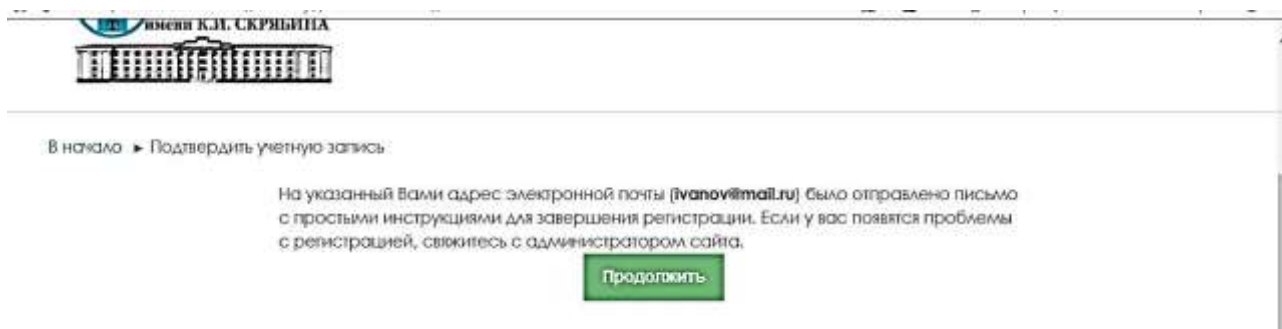 имени К.И. СКРЯБИНА
В начало ► Подтвердить учетную запись
На указанный Вами адрес электронной почты (ivanov@mail.ru) было отправлено письмо
с простыми инструкциями для завершения регистрации. Если у вас появятся проблемы
с регистрацией, свяжитесь с администратором сайта.
Продолжить